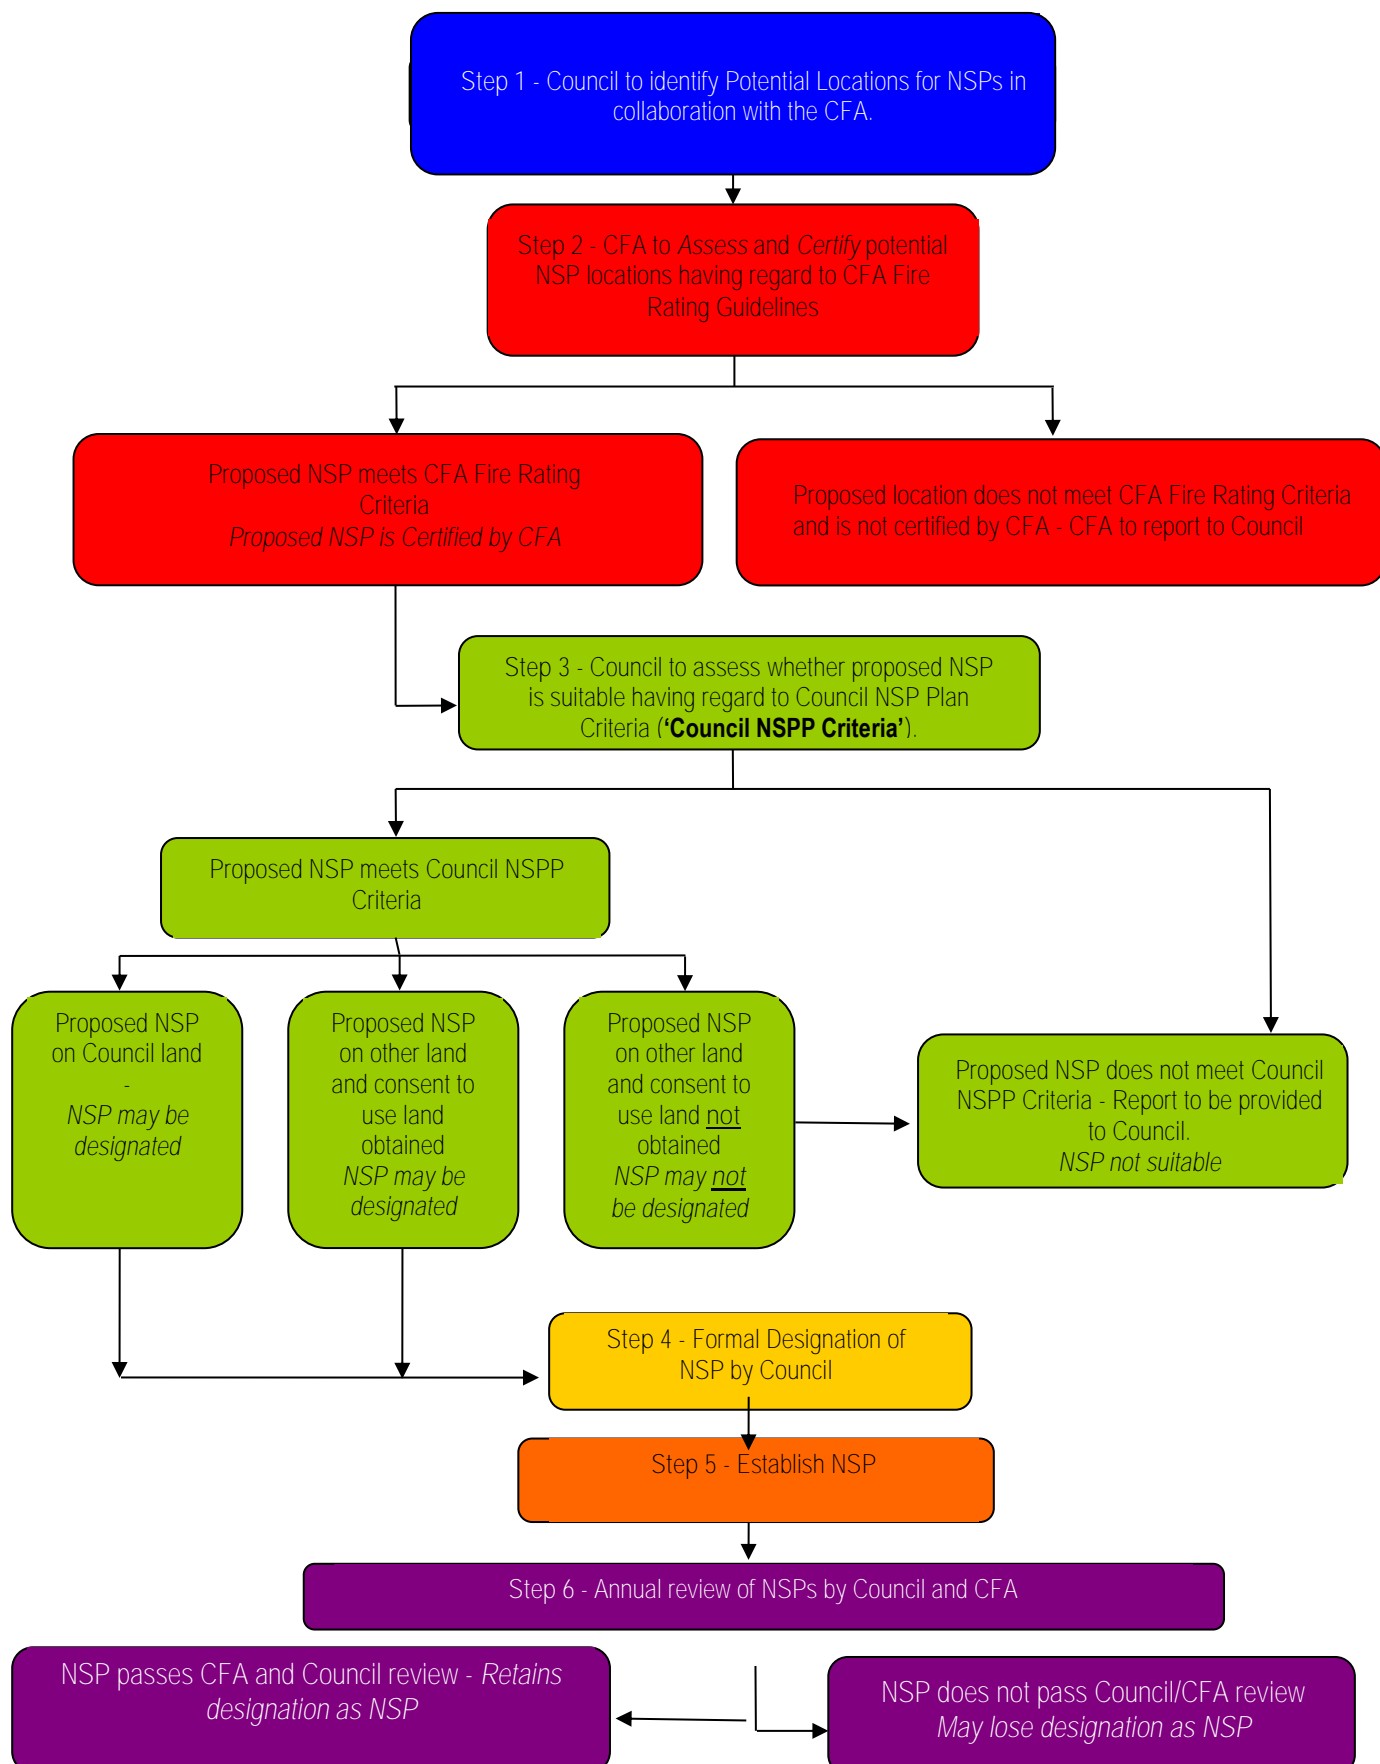 Step 1 - Council to identify Potential Locations for NSPs in
collaboration with the CFA.
Step 2 - CFA to Assess and Certify potential
NSP locations having regard to CFA Fire
Rating Guidelines
Proposed NSP meets CFA Fire Rating
Criteria
Proposed NSP is Certified by CFA
Proposed location does not meet CFA Fire Rating Criteria
and is not certified by CFA - CFA to report to Council
Step 3 - Council to assess whether proposed NSP
is suitable having regard to Council NSP Plan
Criteria (‘Council NSPP Criteria’).
Proposed NSP meets Council NSPP
Criteria
Proposed NSP
on Council land
-
NSP may be
designated
Proposed NSP
on other land
and consent to
use land
obtained
NSP may be
designated
Proposed NSP
on other land
and consent to
use land not
obtained
NSP may not
be designated
Proposed NSP does not meet Council
NSPP Criteria - Report to be provided
to Council.
NSP not suitable
Step 4 - Formal Designation of
NSP by Council
Step 5 - Establish NSP
Step 6 - Annual review of NSPs by Council and CFA
NSP passes CFA and Council review - Retains
designation as NSP
NSP does not pass Council/CFA review
May lose designation as NSP